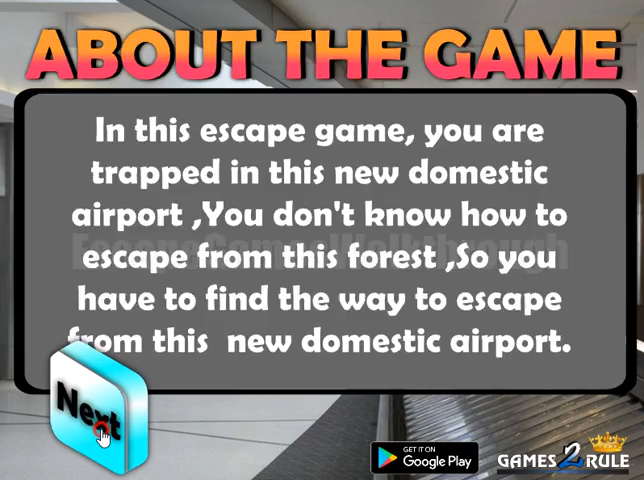 ABOUT THE GAME
In this escape game, you are
trapped in this new domestic
airport ,You don't know how to
escape from this forest ,So you
have to find the way to escape
from this  new domestic airport.
EscapeGamesWalkthrough
Next
GET IT ON
Google Play
GAMES2RULE